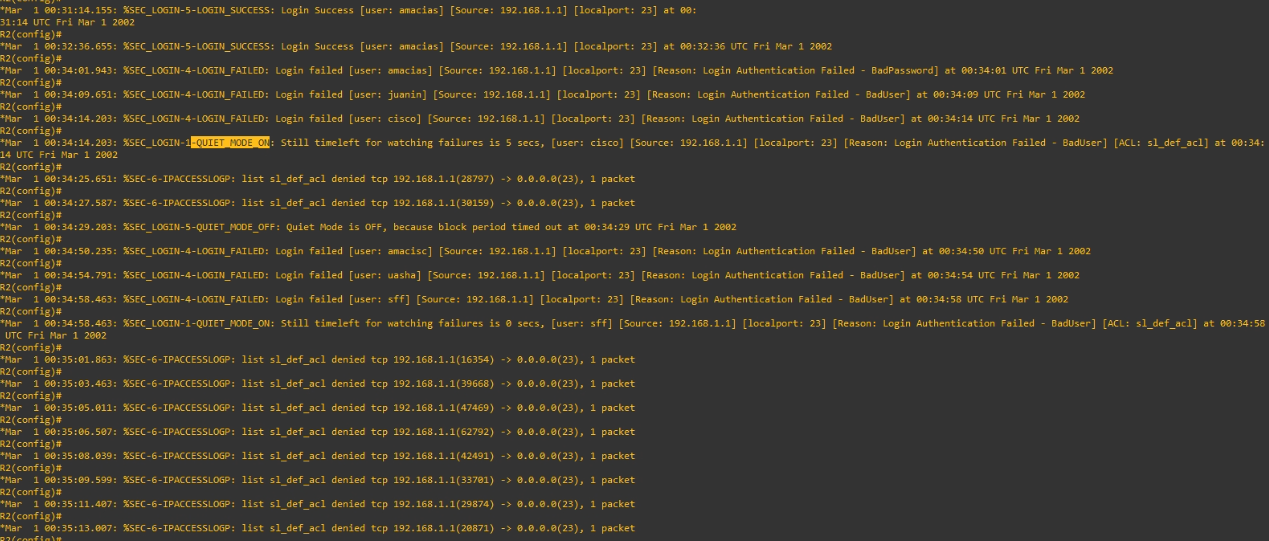 R2(config)#
*Mar  1 00:31:14.155: %SEC_LOGIN-5-LOGIN_SUCCESS: Login Success [user: amacias] [Source: 192.168.1.1] [localport: 23] at 00:
31:14 UTC Fri Mar 1 2002
R2(config)#
*Mar  1 00:32:36.655: %SEC_LOGIN-5-LOGIN_SUCCESS: Login Success [user: amacias] [Source: 192.168.1.1] [localport: 23] at 00:32:36 UTC Fri Mar 1 2002
R2(config)#
*Mar  1 00:34:01.943: %SEC_LOGIN-4-LOGIN_FAILED: Login failed [user: amacias] [Source: 192.168.1.1] [localport: 23] [Reason: Login Authentication Failed - BadPassword] at 00:34:01 UTC Fri Mar 1 2002
R2(config)#
*Mar  1 00:34:09.651: %SEC_LOGIN-4-LOGIN_FAILED: Login failed [user: juanin] [Source: 192.168.1.1] [localport: 23] [Reason: Login Authentication Failed - BadUser] at 00:34:09 UTC Fri Mar 1 2002
R2(config)#
*Mar  1 00:34:14.203: %SEC_LOGIN-4-LOGIN_FAILED: Login failed [user: cisco] [Source: 192.168.1.1] [localport: 23] [Reason: Login Authentication Failed - BadUser] at 00:34:14 UTC Fri Mar 1 2002
R2(config)#
*Mar  1 00:34:14.203: %SEC_LOGIN-1-QUIET_MODE_ON: Still timeleft for watching failures is 5 secs, [user: cisco] [Source: 192.168.1.1] [localport: 23] [Reason: Login Authentication Failed - BadUser] [ACL: sl_def_acl] at 00:34:
14 UTC Fri Mar 1 2002
R2(config)#
*Mar  1 00:34:25.651: %SEC-6-IPACCESSLOGP: list sl_def_acl denied tcp 192.168.1.1(28797) -> 0.0.0.0(23), 1 packet
R2(config)#
*Mar  1 00:34:27.587: %SEC-6-IPACCESSLOGP: list sl_def_acl denied tcp 192.168.1.1(30159) -> 0.0.0.0(23), 1 packet
R2(config)#
*Mar  1 00:34:29.203: %SEC_LOGIN-5-QUIET_MODE_OFF: Quiet Mode is OFF, because block period timed out at 00:34:29 UTC Fri Mar 1 2002
R2(config)#
*Mar  1 00:34:50.235: %SEC_LOGIN-4-LOGIN_FAILED: Login failed [user: amacisc] [Source: 192.168.1.1] [localport: 23] [Reason: Login Authentication Failed - BadUser] at 00:34:50 UTC Fri Mar 1 2002
R2(config)#
*Mar  1 00:34:54.791: %SEC_LOGIN-4-LOGIN_FAILED: Login failed [user: uasha] [Source: 192.168.1.1] [localport: 23] [Reason: Login Authentication Failed - BadUser] at 00:34:54 UTC Fri Mar 1 2002
R2(config)#
*Mar  1 00:34:58.463: %SEC_LOGIN-4-LOGIN_FAILED: Login failed [user: sff] [Source: 192.168.1.1] [localport: 23] [Reason: Login Authentication Failed - BadUser] at 00:34:58 UTC Fri Mar 1 2002
R2(config)#
*Mar  1 00:34:58.463: %SEC_LOGIN-1-QUIET_MODE_ON: Still timeleft for watching failures is 0 secs, [user: sff] [Source: 192.168.1.1] [localport: 23] [Reason: Login Authentication Failed - BadUser] [ACL: sl_def_acl] at 00:34:58
UTC Fri Mar 1 2002
R2(config)#
*Mar  1 00:35:01.863: %SEC-6-IPACCESSLOGP: list sl_def_acl denied tcp 192.168.1.1(16354) -> 0.0.0.0(23), 1 packet
R2(config)#
*Mar  1 00:35:03.463: %SEC-6-IPACCESSLOGP: list sl_def_acl denied tcp 192.168.1.1(39668) -> 0.0.0.0(23), 1 packet
R2(config)#
*Mar  1 00:35:05.011: %SEC-6-IPACCESSLOGP: list sl_def_acl denied tcp 192.168.1.1(47469) -> 0.0.0.0(23), 1 packet
R2(config)#
*Mar  1 00:35:06.507: %SEC-6-IPACCESSLOGP: list sl_def_acl denied tcp 192.168.1.1(62792) -> 0.0.0.0(23), 1 packet
R2(config)#
*Mar  1 00:35:08.039: %SEC-6-IPACCESSLOGP: list sl_def_acl denied tcp 192.168.1.1(42491) -> 0.0.0.0(23), 1 packet
R2(config)#
*Mar  1 00:35:09.599: %SEC-6-IPACCESSLOGP: list sl_def_acl denied tcp 192.168.1.1(33701) -> 0.0.0.0(23), 1 packet
R2(config)#
*Mar  1 00:35:11.407: %SEC-6-IPACCESSLOGP: list sl_def_acl denied tcp 192.168.1.1(29874) -> 0.0.0.0(23), 1 packet
R2(config)#
*Mar  1 00:35:13.007: %SEC-6-IPACCESSLOGP: list sl_def_acl denied tcp 192.168.1.1(20871) -> 0.0.0.0(23), 1 packet
R2(config)#